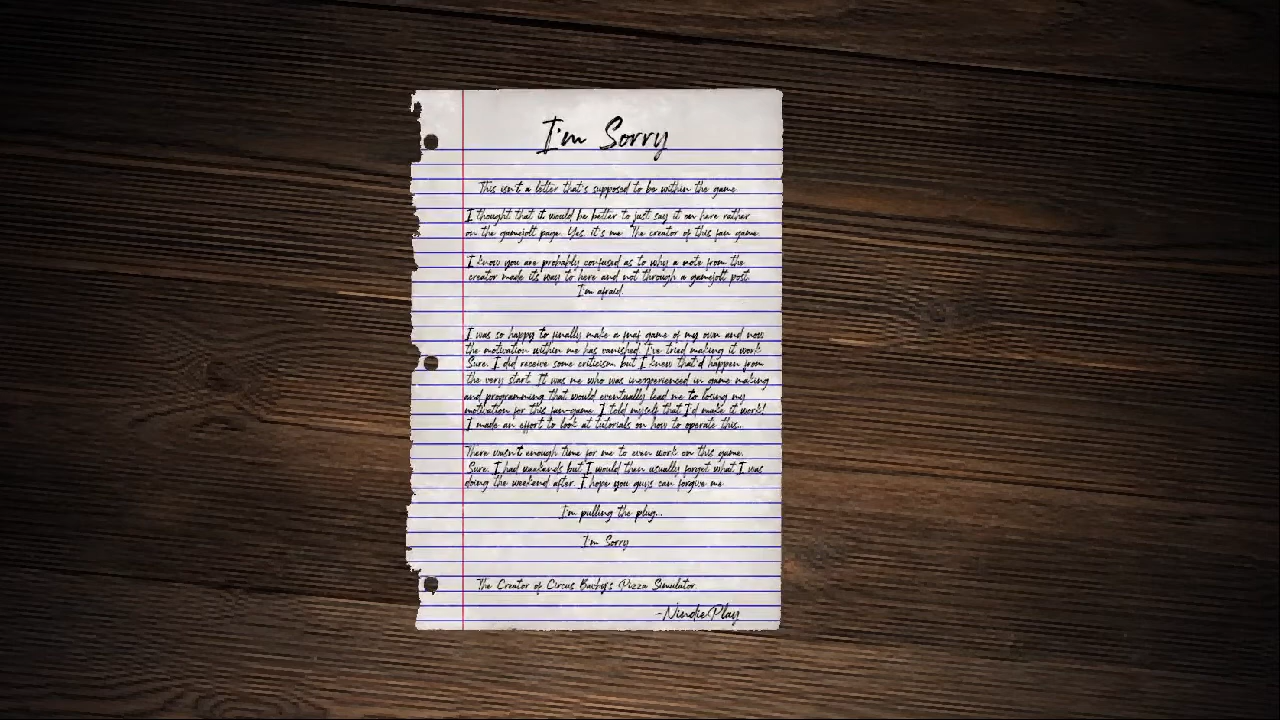 I'm Sorry
This isn't a letter that's supposed to be within the game
I thought that it would be better to just say it on here rather
on the gamejolt page. Yes, it's me. The creator of this fan game.
I know you are probably confused as to why a note from the
creator made its way to here and not through a gamejolt post.
I'm afraid.
I was so happy to finally make a fnaf game of my own and now
the motivation within me has vanished. I've tried making it work.
Sure, I did receive some criticism but I knew that'd happen from
the very start. It was me who was inexperienced in game making
and programming that would eventually lead me to losing my
motivation for this fan-game. I told myself that I'd make it work!
I made an effort to look at tutorials on how to operate this...
There wasn't enough time for me to even work on this game.
Sure, I had weekends but I would then usually forget what I was
doing the weekend after. I hope you guys can forgive me.
I'm pulling the plug...
I'm Sorry
The Creator of Circus Pizza Simulator
-NindiePlay